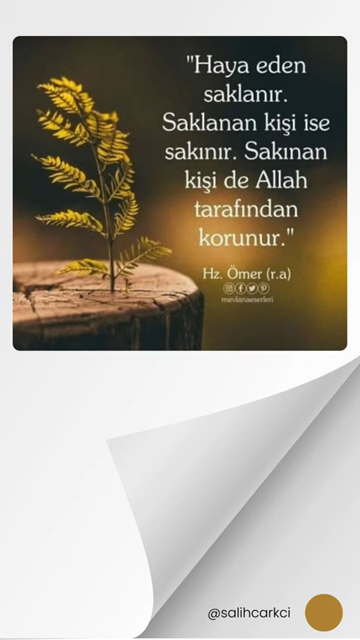 "Haya eden
saklanır.
Saklanan kişi ise
sakınır. Sakınan
kişi de Allah
tarafından
korunur."
Hz. Ömer (r.a)
mevlanaeserleri
@salihcarkci